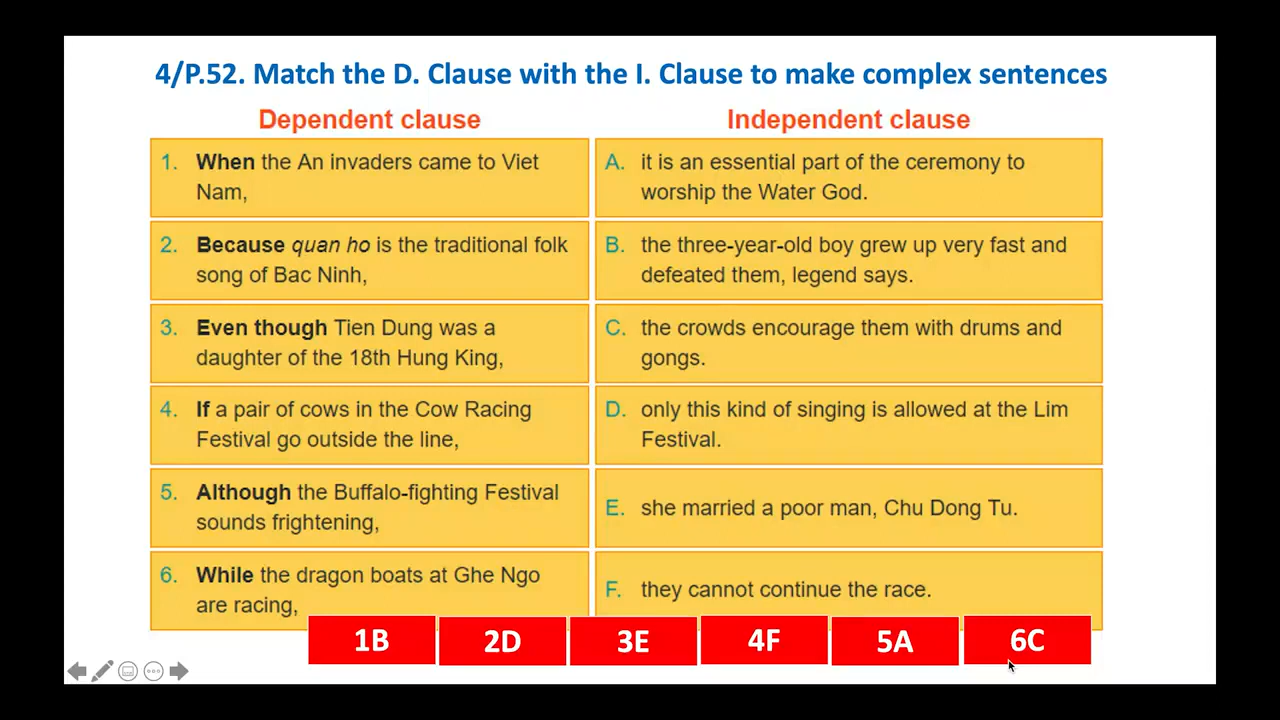 4/P.52. Match the D. Clause with the I. Clause to make complex sentences
Dependent clause
Independent clause
1. When the An invaders came to Viet
Nam,
A. it is an essential part of the ceremony to
worship the Water God.
2. Because quan ho is the traditional folk
song of Bac Ninh,
B. the three-year-old boy grew up very fast and
defeated them, legend says.
3. Even though Tien Dung was a
daughter of the 18th Hung King,
C. the crowds encourage them with drums and
gongs.
4. If a pair of cows in the Cow Racing
Festival go outside the line,
D. only this kind of singing is allowed at the Lim
Festival.
5. Although the Buffalo-fighting Festival
sounds frightening,
E. she married a poor man, Chu Dong Tu.
6. While the dragon boats at Ghe Ngo
are racing,
F. they cannot continue the race.
1B
2D
3E
4F
5A
6C